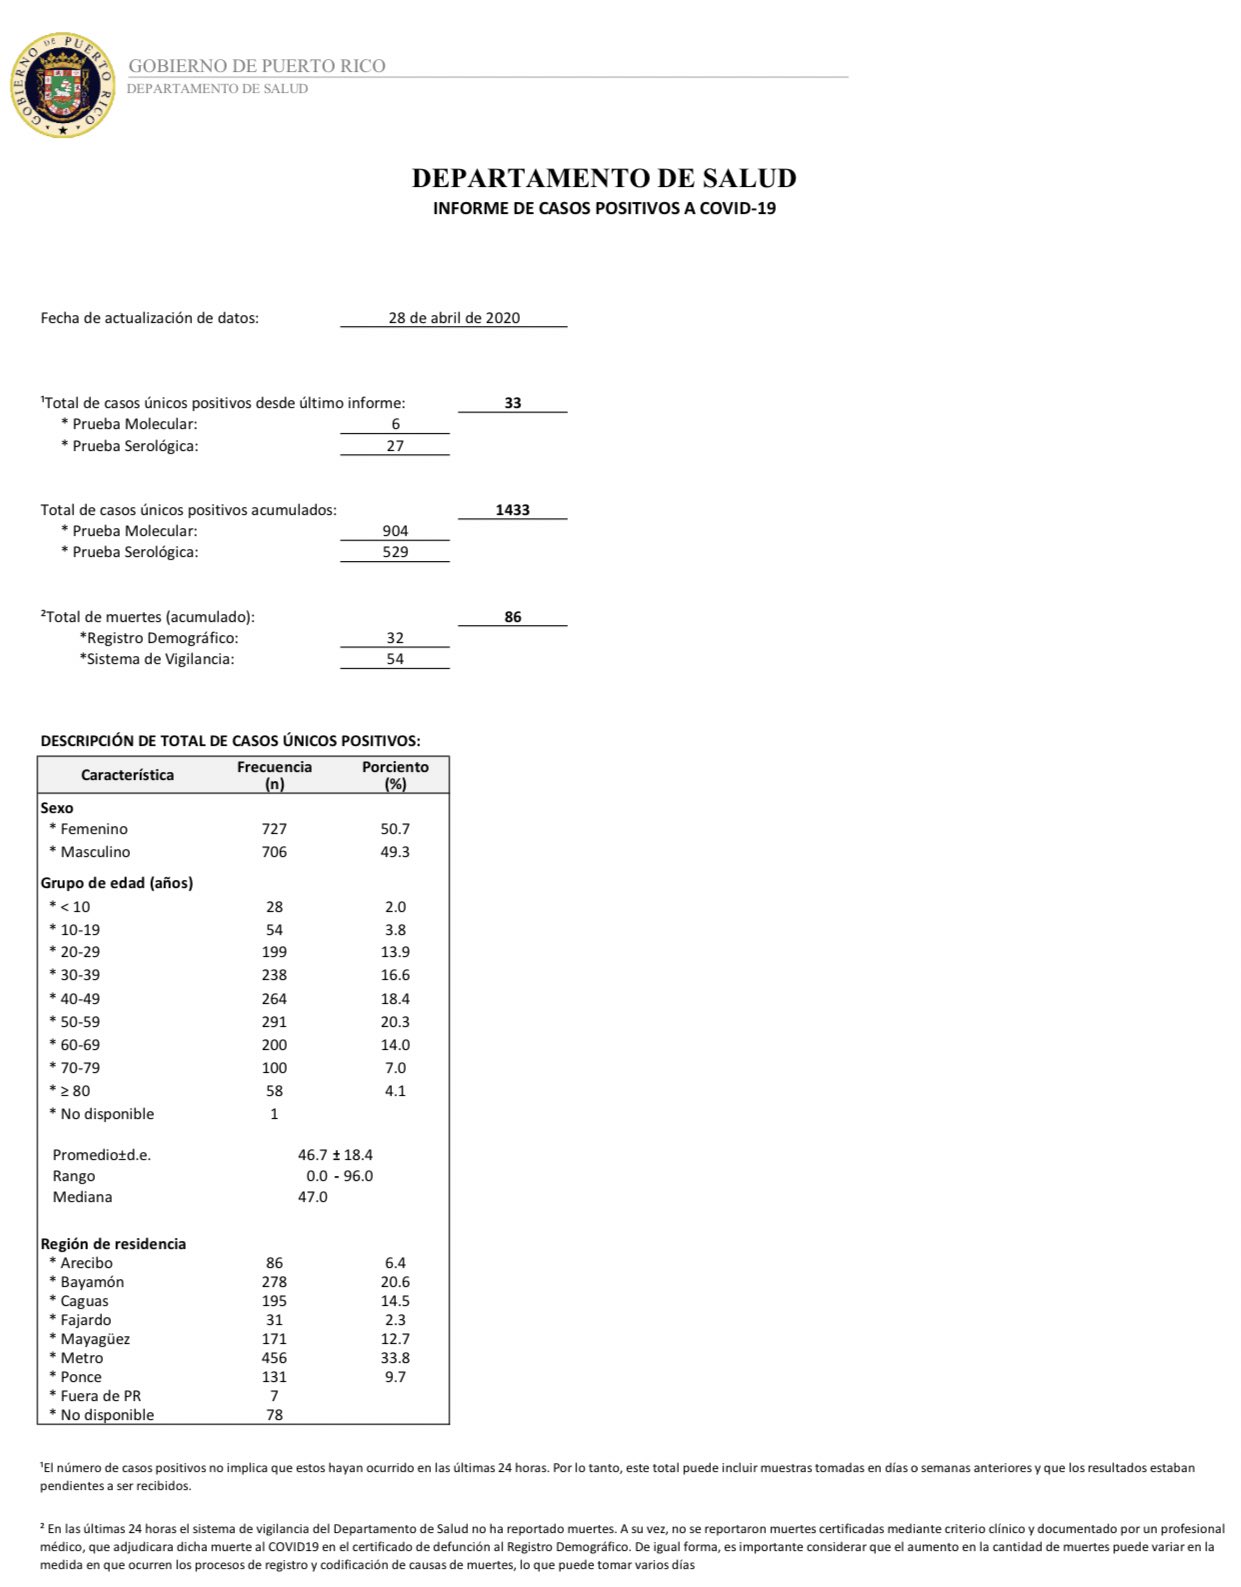 GOBIERNO DE PUERTO RICO
GOBIERNO DE PUERTO RICO
DEPARTAMENTO DE SALUD
DEPARTAMENTO DE SALUD
INFORME DE CASOS POSITIVOS A COVID-19
Fecha de actualización de datos: 28 de abril de 2020
¹Total de casos únicos positivos desde último informe: 33
* Prueba Molecular: 6
* Prueba Serológica: 27
Total de casos únicos positivos acumulados: 1433
* Prueba Molecular: 904
* Prueba Serológica: 529
²Total de muertes (acumulado): 86
*Registro Demográfico: 32
*Sistema de Vigilancia: 54
DESCRIPCIÓN DE TOTAL DE CASOS ÚNICOS POSITIVOS:
Característica Frecuencia (n) Porciento (%)
Sexo
* Femenino 727 50.7
* Masculino 706 49.3
Grupo de edad (años)
* < 10 28 2.0
* 10-19 54 3.8
* 20-29 199 13.9
* 30-39 238 16.6
* 40-49 264 18.4
* 50-59 291 20.3
* 60-69 200 14.0
* 70-79 100 7.0
* ≥ 80 58 4.1
* No disponible 1
Promedio±d.e. 46.7 ± 18.4
Rango 0.0 - 96.0
Mediana 47.0
Región de residencia
* Arecibo 86 6.4
* Bayamón 278 20.6
* Caguas 195 14.5
* Fajardo 31 2.3
* Mayagüez 171 12.7
* Metro 456 33.8
* Ponce 131 9.7
* Fuera de PR 7
* No disponible 78
¹El número de casos positivos no implica que estos hayan ocurrido en las últimas 24 horas. Por lo tanto, este total puede incluir muestras tomadas en días o semanas anteriores y que los resultados estaban
pendientes a ser recibidos.
² En las últimas 24 horas el sistema de vigilancia del Departamento de Salud no ha reportado muertes. A su vez, no se reportaron muertes certificadas mediante criterio clínico y documentado por un profesional
médico, que adjudicara dicha muerte al COVID19 en el certificado de defunción al Registro Demográfico. De igual forma, es importante considerar que el aumento en la cantidad de muertes puede variar en la
medida en que ocurren los procesos de registro y codificación de causas de muertes, lo que puede tomar varios días